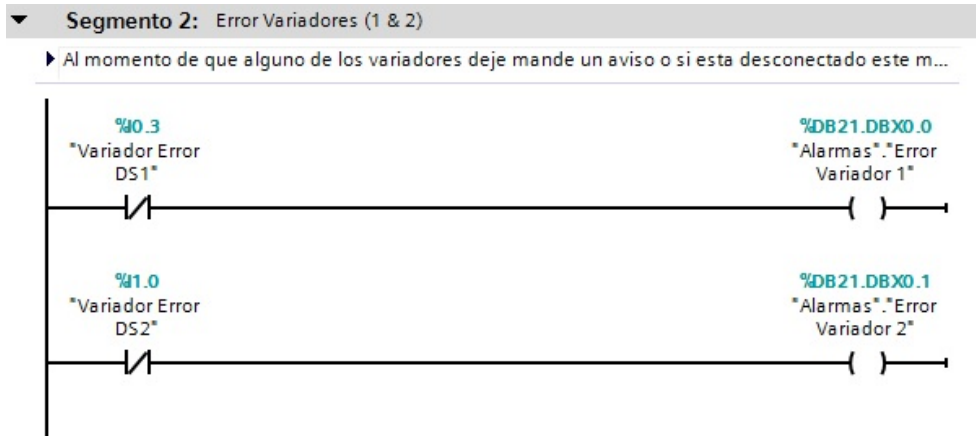 Segmento 2: Error Variadores (1 & 2)
Al momento de que alguno de los variadores deje mande un aviso o si esta desconectado este m...
%I0.3
"Variador Error
DS1"
%DB21.DBX0.0
"Alarmas"."Error
Variador 1"
%I1.0
"Variador Error
DS2"
%DB21.DBX0.1
"Alarmas"."Error
Variador 2"